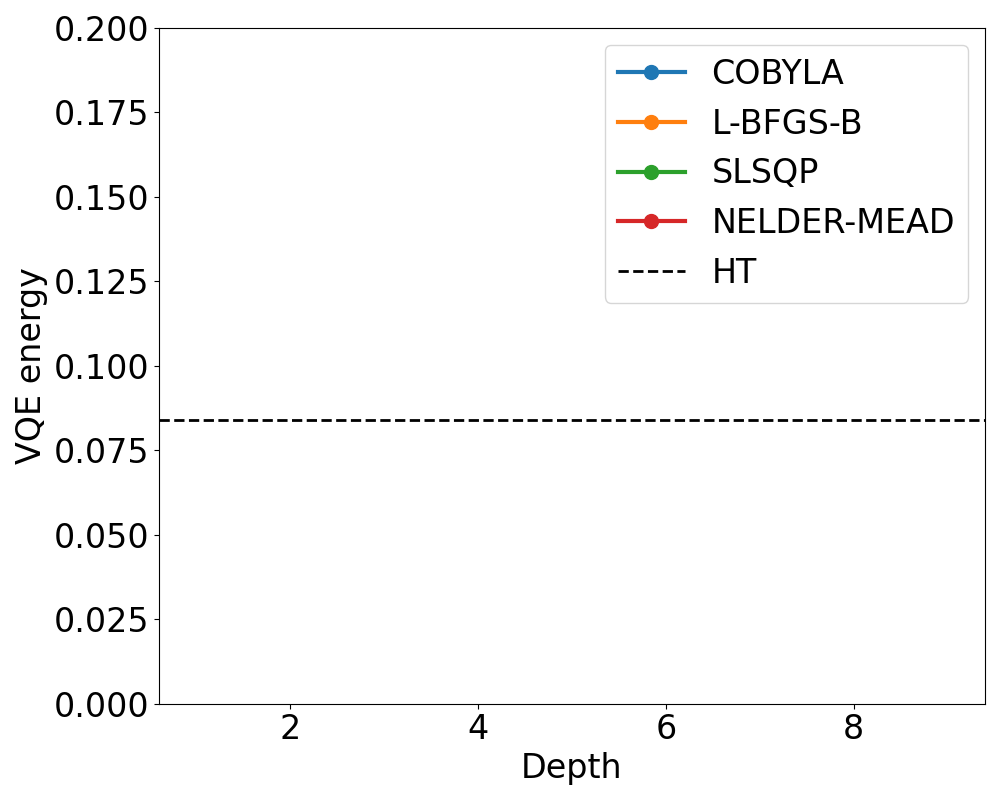 0.200
0.175
0.150
0.125
0.100
0.075
0.050
0.025
0.000
VQE energy
2 4 6 8
Depth
COBYLA
L-BFGS-B
SLSQP
NELDER-MEAD
HT